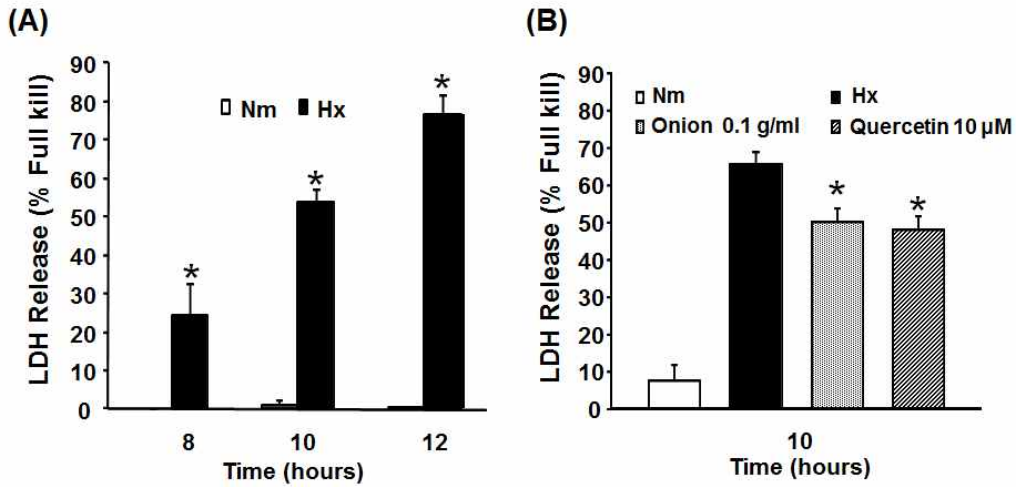 (A)
LDH Release (% Full kill)
90
80
70
60
50
40
30
20
10
0
Nm Hx
*
*
*
8 10 12
Time (hours)
(B)
LDH Release (% Full kill)
90
80
70
60
50
40
30
20
10
0
Nm Hx
Onion 0.1 g/ml Quercetin 10 μM
*
*
10
Time (hours)